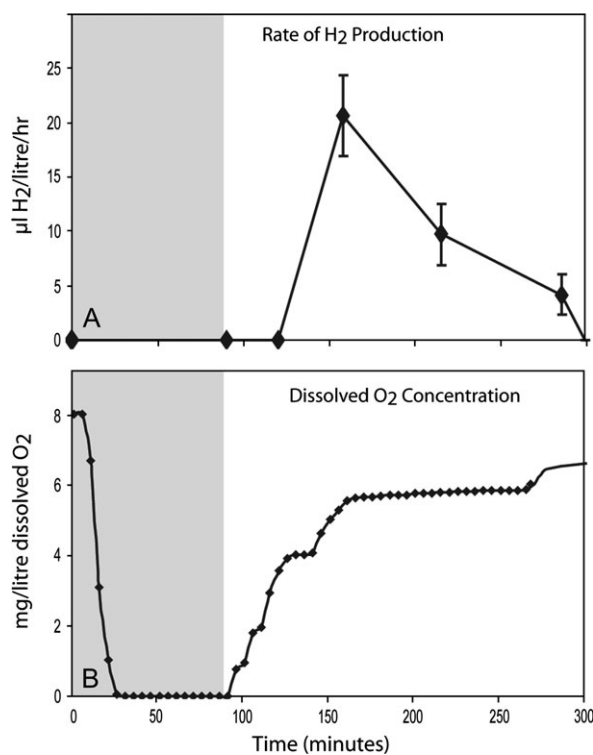 Rate of H2 Production
25
20
15
10
5
0
µl H2/litre/hr
A
Dissolved O2 Concentration
8
6
4
2
0
mg/litre dissolved O2
B
0 50 100 150 200 250 300
Time (minutes)